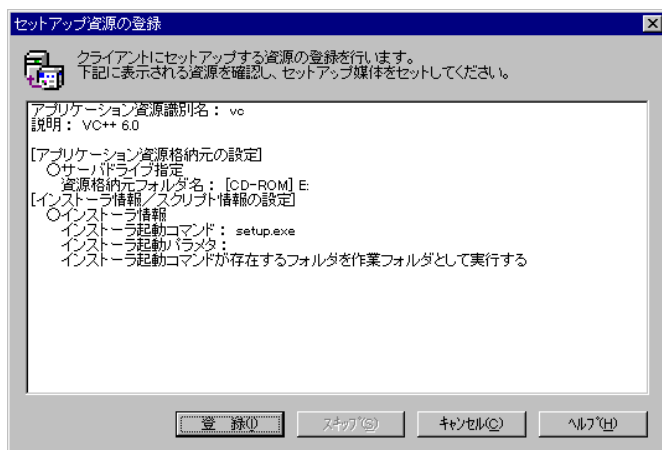 セットアップ資源の登録
クライアントにセットアップする資源の登録を行います。
下記に表示される資源を確認し、セットアップ媒体をセットしてください。
アプリケーション資源識別名： vc
説明： VC++ 6.0
[アプリケーション資源格納元の設定]
○サーバドライブ指定
資源格納元フォルダ名： [CD-ROM] E:
[インストーラ情報／スクリプト情報の設定]
○インストーラ情報
インストーラ起動コマンド： setup.exe
インストーラ起動パラメタ：
インストーラ起動コマンドが存在するフォルダを作業フォルダとして実行する
登　録(I)
スキップ(S)
キャンセル(C)
ヘルプ(H)